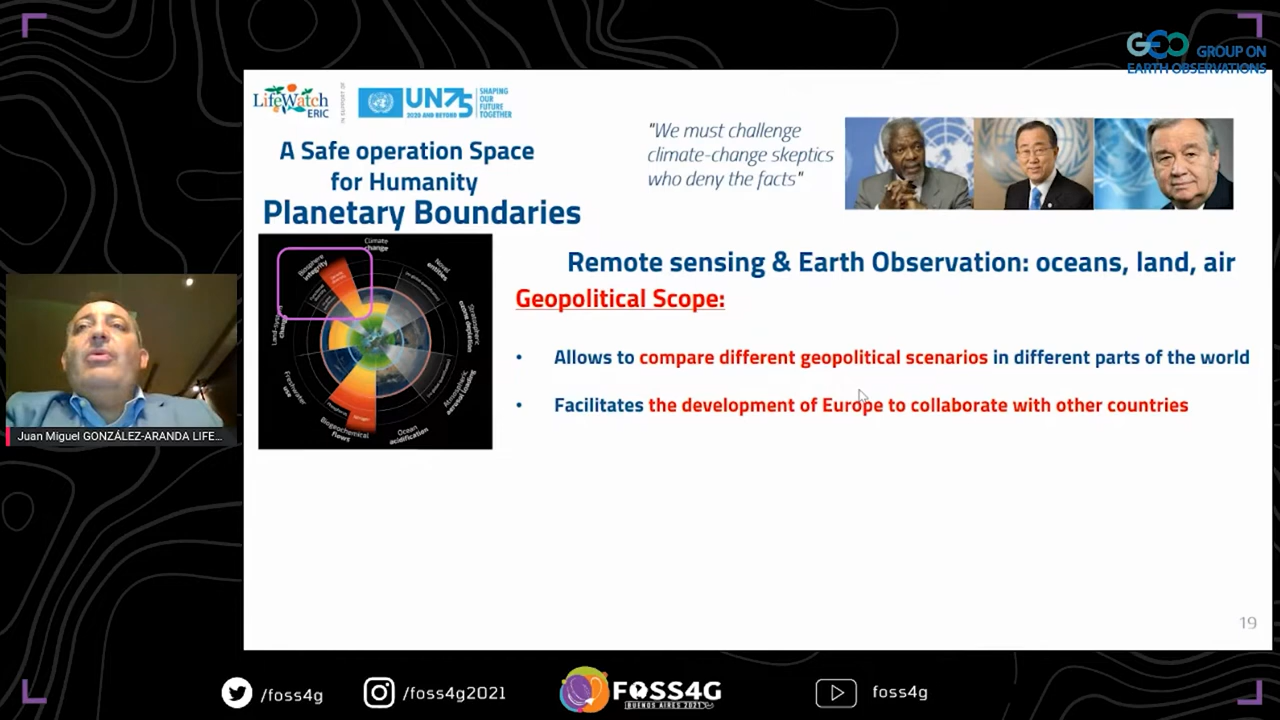 GEO GROUP ON
EARTH OBSERVATIONS
LifeWatch
ERIC
IN SUPPORT OF
UN75
2020 AND BEYOND
SHAPING
OUR
FUTURE
TOGETHER
A Safe operation Space
for Humanity
Planetary Boundaries
"We must challenge
climate-change skeptics
who deny the facts"
Climate
change
Biosphere
integrity
Novel
entities
Stratospheric
ozone depletion
Atmospheric
aerosol loading
Ocean
acidification
Biogeochemical
flows
Freshwater
use
Land-system
change
Remote sensing & Earth Observation: oceans, land, air
Geopolitical Scope:
• Allows to compare different geopolitical scenarios in different parts of the world
• Facilitates the development of Europe to collaborate with other countries
Juan Miguel GONZÁLEZ-ARANDA LIFE...
19
/foss4g
/foss4g2021
FOSS4G
BUENOS AIRES 2021
foss4g